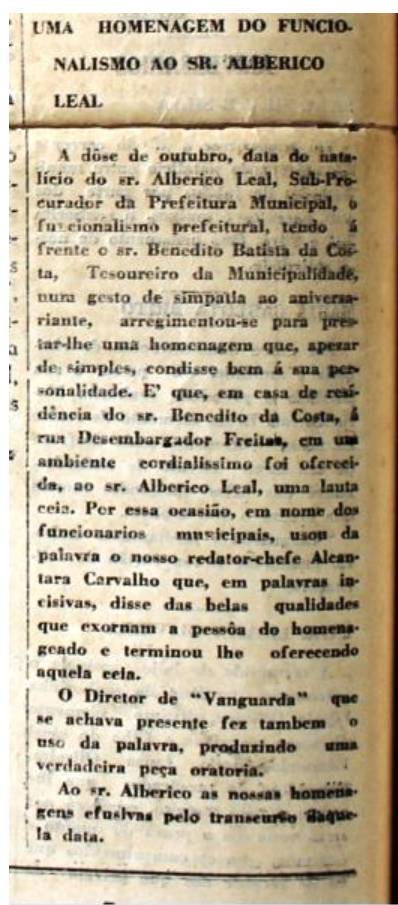 UMA HOMENAGEM DO FUNCIO-
NALISMO AO SR. ALBERICO
LEAL
A dôse de outubro, data do nata-
lício do sr. Alberico Leal, Sub-Pro-
curador da Prefeitura Municipal, o
funcionalismo prefeitural, tendo á
frente o sr. Benedito Batista da Cos-
ta, Tesoureiro da Municipalidade,
num gesto de simpatia ao aniversa-
riante, arregimentou-se para pres-
tar-lhe uma homenagem que, apezar
de simples, condisse bem á sua per-
sonalidade. E' que, em casa de resi-
dência do sr. Benedito da Costa, á
rua Desembargador Freitas, em um
ambiente cordialissimo foi ofereci-
da, ao sr. Alberico Leal, uma lauta
ceia. Por essa ocasião, em nome dos
funcionarios municipais, usou da
palavra o nosso redator-chefe Alcan-
tara Carvalho que, em palavras in-
cisivas, disse das belas qualidades
que exornam a pessôa do homena-
geado e terminou lhe oferecendo
aquela ceia.
O Diretor de “Vanguarda” que
se achava presente fez tambem o
uso da palavra, produzindo uma
verdadeira peça oratoria.
Ao sr. Alberico as nossas homena-
gens efusivas pelo transcurso daque-
la data.